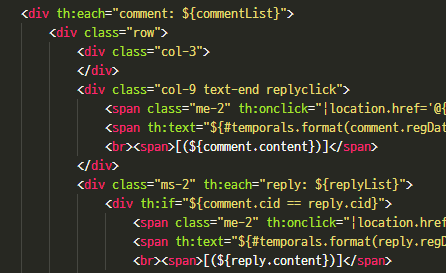 <div th:each="comment: ${commentList}">
<div class="row">
<div class="col-3">
</div>
<div class="col-9 text-end replyclick">
<span class="me-2" th:onclick="|location.href='@{
<span th:text="${#temporals.format(comment.regDat
<br><span>[(${comment.content})]</span>
</div>
<div class="ms-2" th:each="reply: ${replyList}">
<div th:if="${comment.cid == reply.cid}">
<span class="me-2" th:onclick="|location.href
<span th:text="${#temporals.format(reply.regD
<br><span>[(${reply.content})]</span>